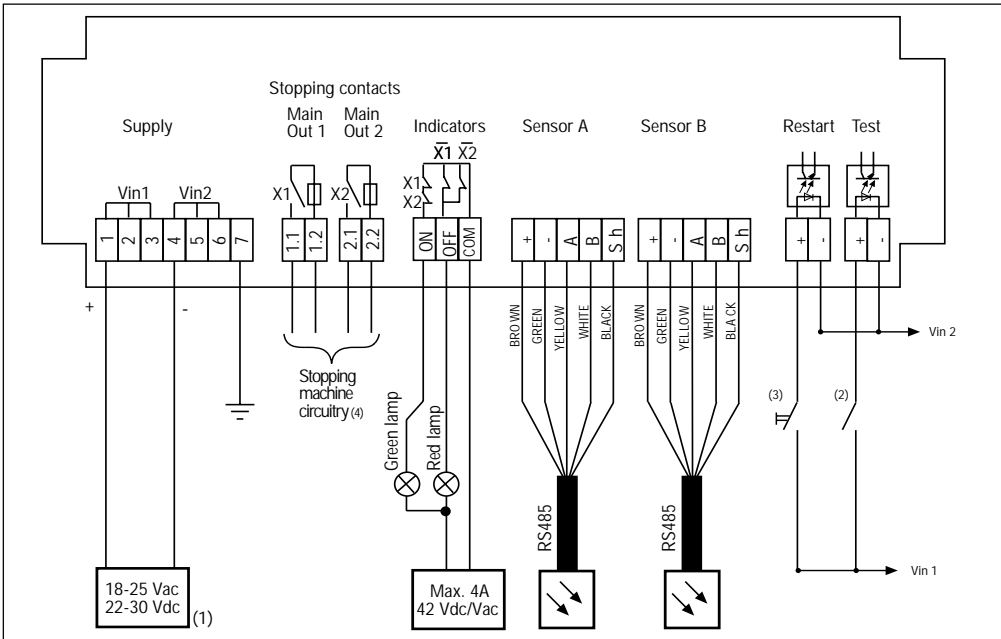 Stopping contacts
Supply
Main Out 1
Main Out 2
Indicators
Sensor A
Sensor B
Restart
Test
X1 X2
X1
X2
Vin1
Vin2
X1
X2
1
2
3
4
5
6
7
1.1
1.2
2.1
2.2
ON
OFF
COM
+
-
A
B
Sh
+
-
A
B
Sh
+
-
+
-
+
-
BROWN
GREEN
YELLOW
WHITE
BLACK
BROWN
GREEN
YELLOW
WHITE
BLACK
Vin 2
Stopping machine circuitry (4)
(3)
(2)
Green lamp
Red lamp
RS485
RS485
Vin 1
18-25 Vac
22-30 Vdc
(1)
Max. 4A
42 Vdc/Vac